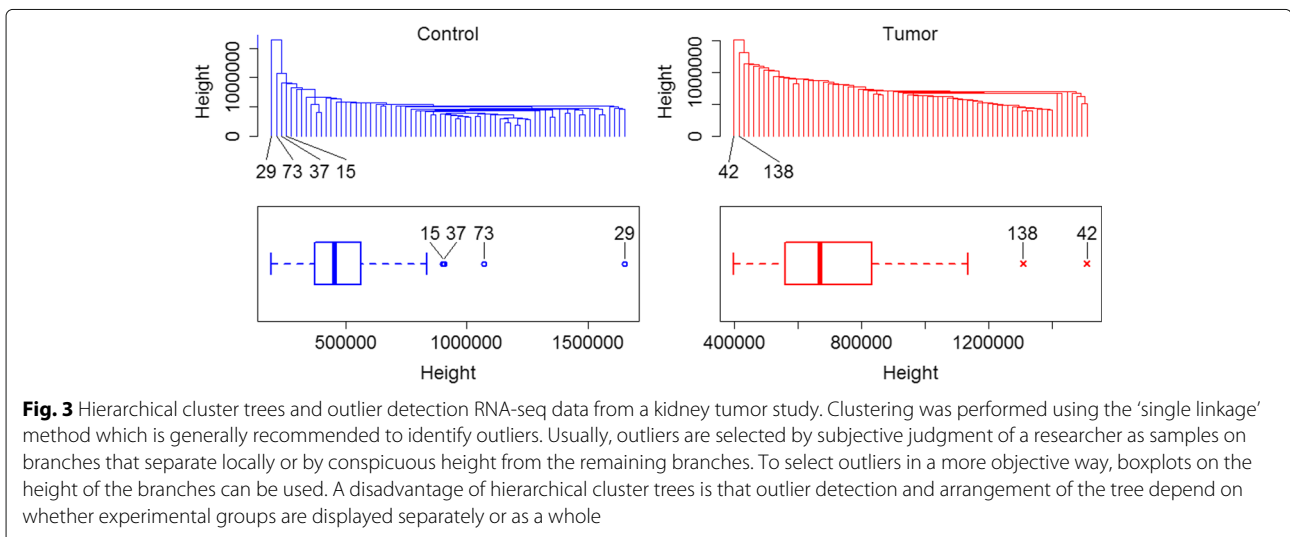 Control
Tumor
Height
0
1000000
29 73 37 15
Height
0
1000000
42 138
15 37 73 29
500000 1000000 1500000
Height
138 42
400000 800000 1200000
Height
Fig. 3 Hierarchical cluster trees and outlier detection RNA-seq data from a kidney tumor study. Clustering was performed using the ‘single linkage’
method which is generally recommended to identify outliers. Usually, outliers are selected by subjective judgment of a researcher as samples on
branches that separate locally or by conspicuous height from the remaining branches. To select outliers in a more objective way, boxplots on the
height of the branches can be used. A disadvantage of hierarchical cluster trees is that outlier detection and arrangement of the tree depend on
whether experimental groups are displayed separately or as a whole